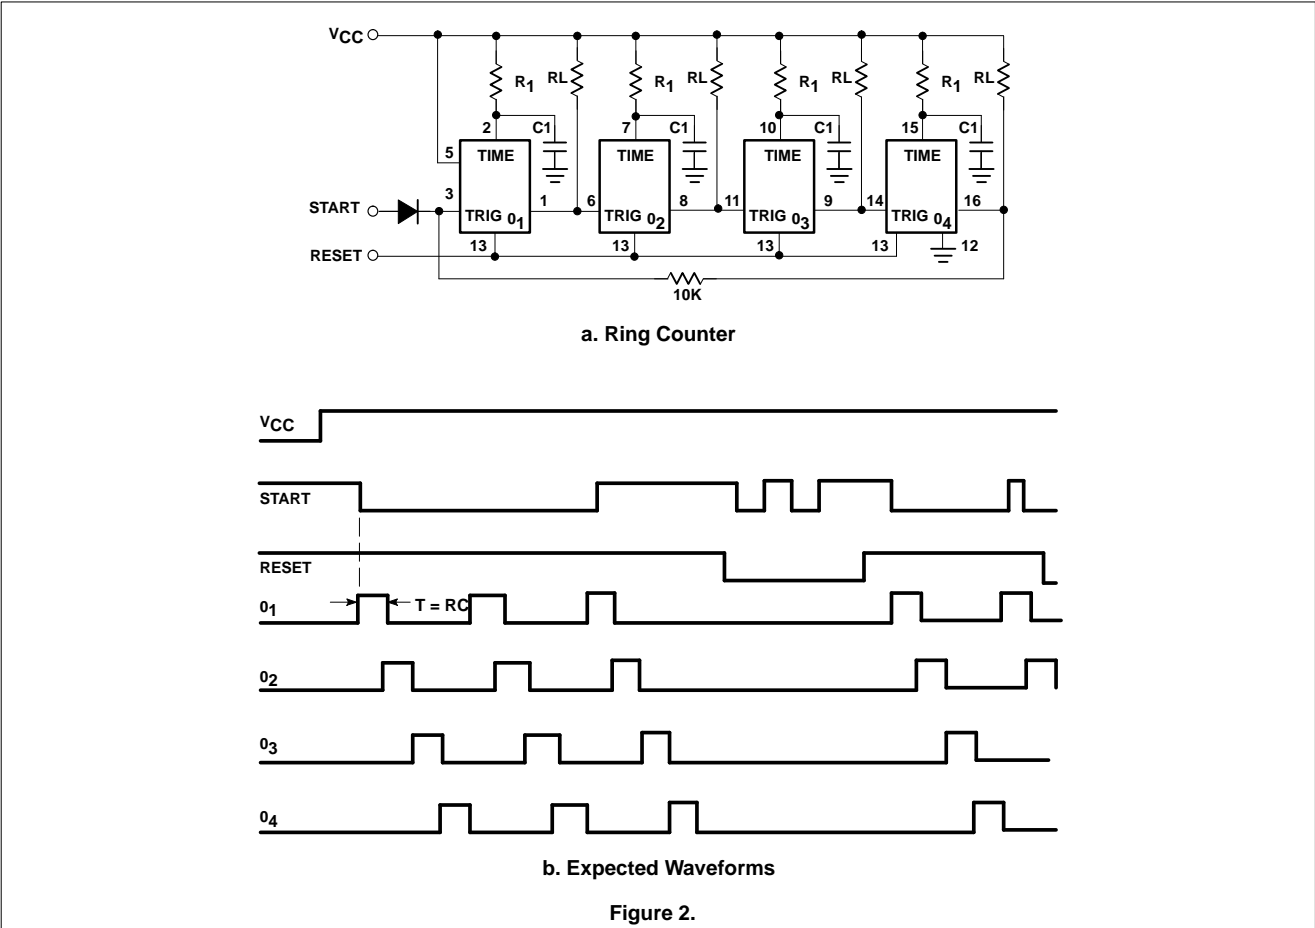 VCC
R1 RL R1 RL R1 RL R1 RL
2 C1 7 C1 10 C1 15 C1
5 TIME TIME TIME TIME
START 3 TRIG 01 1 6 TRIG 02 8 11 TRIG 03 9 14 TRIG 04 16
RESET 13 13 13 13 12
10K
a. Ring Counter
VCC
START
RESET
01 T = RC
02
03
04
b. Expected Waveforms
Figure 2.